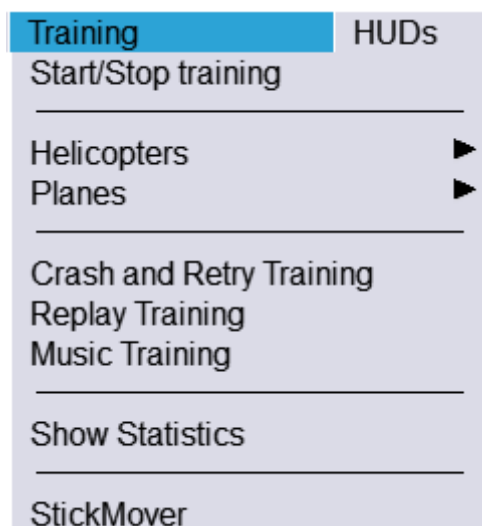 Training HUDs
Start/Stop training
Helicopters
Planes
Crash and Retry Training
Replay Training
Music Training
Show Statistics
StickMover